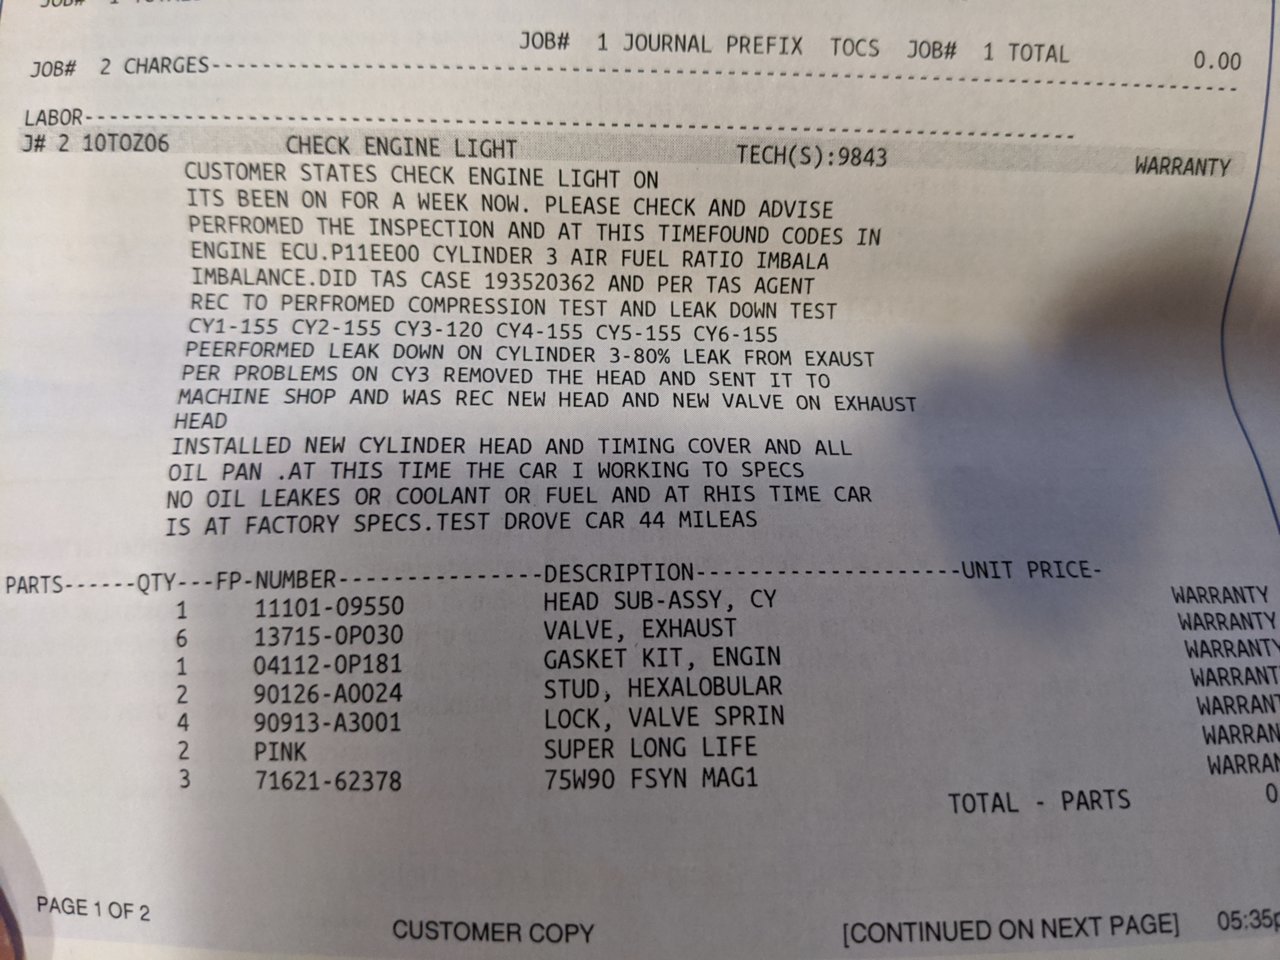 JOB# 1 JOURNAL PREFIX TOCS JOB# 1 TOTAL 0.00
JOB# 2 CHARGES--------------------------------------------------------------------------------
LABOR--------------------------------------------------------------------------------
J# 2 10TOZ06 CHECK ENGINE LIGHT TECH(S):9843 WARRANTY
CUSTOMER STATES CHECK ENGINE LIGHT ON
ITS BEEN ON FOR A WEEK NOW. PLEASE CHECK AND ADVISE
PERFROMED THE INSPECTION AND AT THIS TIMEFOUND CODES IN
ENGINE ECU.P11EE00 CYLINDER 3 AIR FUEL RATIO IMBALA
IMBALANCE.DID TAS CASE 193520362 AND PER TAS AGENT
REC TO PERFROMED COMPRESSION TEST AND LEAK DOWN TEST
CY1-155 CY2-155 CY3-120 CY4-155 CY5-155 CY6-155
PEERFORMED LEAK DOWN ON CYLINDER 3-80% LEAK FROM EXAUST
PER PROBLEMS ON CY3 REMOVED THE HEAD AND SENT IT TO
MACHINE SHOP AND WAS REC NEW HEAD AND NEW VALVE ON EXHAUST
HEAD
INSTALLED NEW CYLINDER HEAD AND TIMING COVER AND ALL
OIL PAN .AT THIS TIME THE CAR I WORKING TO SPECS
NO OIL LEAKES OR COOLANT OR FUEL AND AT RHIS TIME CAR
IS AT FACTORY SPECS.TEST DROVE CAR 44 MILEAS
PARTS------QTY---FP-NUMBER---------------DESCRIPTION--------------------UNIT PRICE-
1 11101-09550 HEAD SUB-ASSY, CY WARRANTY
6 13715-0P030 VALVE, EXHAUST WARRANTY
1 04112-0P181 GASKET KIT, ENGIN WARRANTY
2 90126-A0024 STUD, HEXALOBULAR WARRANT
4 90913-A3001 LOCK, VALVE SPRIN WARRAN
2 PINK SUPER LONG LIFE WARRAN
3 71621-62378 75W90 FSYN MAG1 WARRAN
TOTAL - PARTS 0
PAGE 1 OF 2 CUSTOMER COPY [CONTINUED ON NEXT PAGE] 05:35p